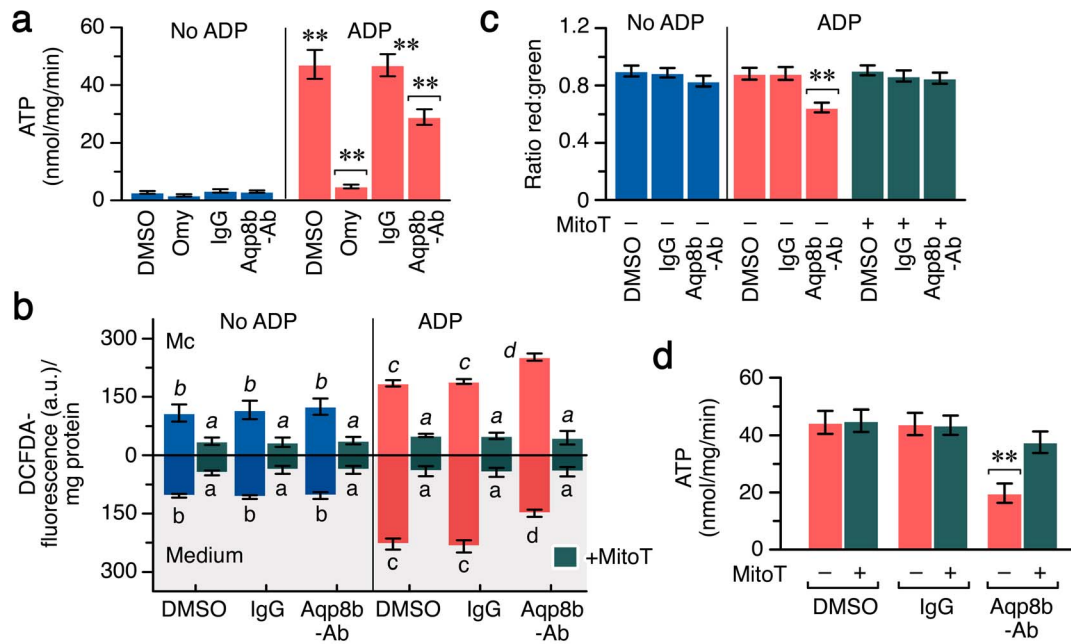 a
No ADP
ADP
60
40
20
0
ATP
(nmol/mg/min)
**
**
**
**
DMSO
Omy
IgG
Aqp8b
-Ab
DMSO
Omy
IgG
Aqp8b
-Ab
c
No ADP
ADP
1.2
0.8
0.4
0
Ratio red:green
**
MitoT – – – – – – + + +
DMSO
IgG
Aqp8b
-Ab
DMSO
IgG
Aqp8b
-Ab
DMSO
IgG
Aqp8b
-Ab
b
No ADP
ADP
Mc
300
150
0
150
300
DCFDA-
fluorescence (a.u.)/
mg protein
b a b a b a c a c a d a
b a b a b a c a c a d a
Medium
+MitoT
DMSO IgG Aqp8b
-Ab
DMSO IgG Aqp8b
-Ab
d
60
40
20
0
ATP
(nmol/mg/min)
**
MitoT – + – + – +
DMSO IgG Aqp8b
-Ab